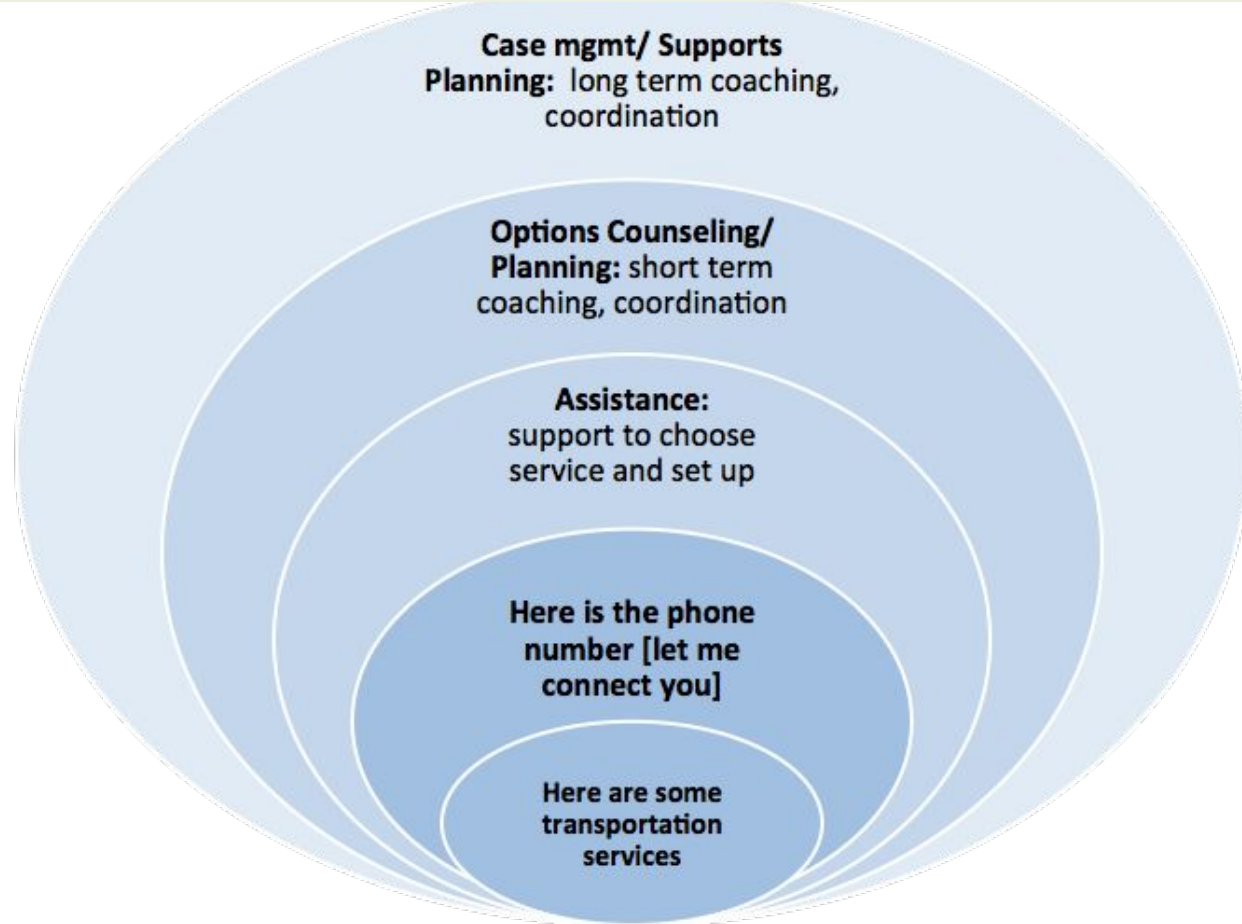 Case mgmt/ Supports
Planning: long term coaching,
coordination
Options Counseling/
Planning: short term
coaching, coordination
Assistance:
support to choose
service and set up
Here is the phone
number [let me
connect you]
Here are some
transportation
services